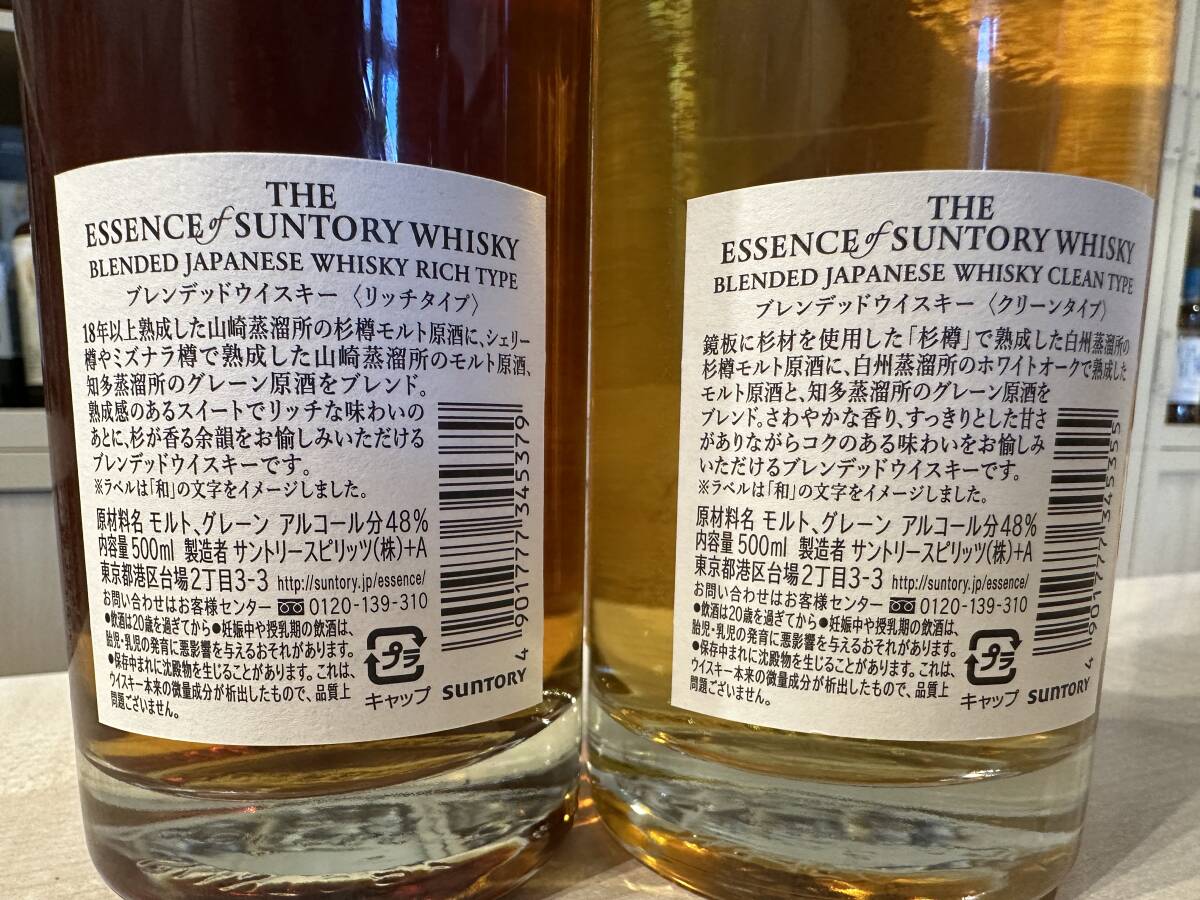 THE
ESSENCE of SUNTORY WHISKY
BLENDED JAPANESE WHISKY RICH TYPE
ブレンデッドウイスキー〈リッチタイプ〉
18年以上熟成した山崎蒸溜所の杉樽モルト原酒に、シェリー
樽やミズナラ樽で熟成した山崎蒸溜所のモルト原酒、
知多蒸溜所のグレーン原酒をブレンド。
熟成感のあるスイートでリッチな味わいの
あとに、杉が香る余韻をお愉しみいただける
ブレンデッドウイスキーです。
※ラベルは「和」の文字をイメージしました。
原材料名 モルト、グレーン アルコール分48%
内容量500ml 製造者 サントリースピリッツ(株)+A
東京都港区台場2丁目3-3 http://suntory.jp/essence/
お問い合わせはお客様センター 0120-139-310
●飲酒は20歳を過ぎてから●妊娠中や授乳期の飲酒は、
胎児・乳児の発育に悪影響を与えるおそれがあります。
●保存中まれに沈殿物を生じることがあります。これは、
ウイスキー本来の微量成分が析出したもので、品質上
問題ございません。
プラ
キャップ
SUNTORY
4 901777 345379
THE
ESSENCE of SUNTORY WHISKY
BLENDED JAPANESE WHISKY CLEAN TYPE
ブレンデッドウイスキー〈クリーンタイプ〉
鏡板に杉材を使用した「杉樽」で熟成した白州蒸溜所の
杉樽モルト原酒に、白州蒸溜所のホワイトオークで熟成した
モルト原酒と、知多蒸溜所のグレーン原酒を
ブレンド。さわやかな香り、すっきりとした甘さ
がありながらコクのある味わいをお愉しみ
いただけるブレンデッドウイスキーです。
※ラベルは「和」の文字をイメージしました。
原材料名 モルト、グレーン アルコール分48%
内容量500ml 製造者 サントリースピリッツ(株)+A
東京都港区台場2丁目3-3 http://suntory.jp/essence/
お問い合わせはお客様センター 0120-139-310
●飲酒は20歳を過ぎてから●妊娠中や授乳期の飲酒は、
胎児・乳児の発育に悪影響を与えるおそれがあります。
●保存中まれに沈殿物を生じることがあります。これは、
ウイスキー本来の微量成分が析出したもので、品質上
問題ございません。
プラ
キャップ
SUNTORY
4 901777 345355